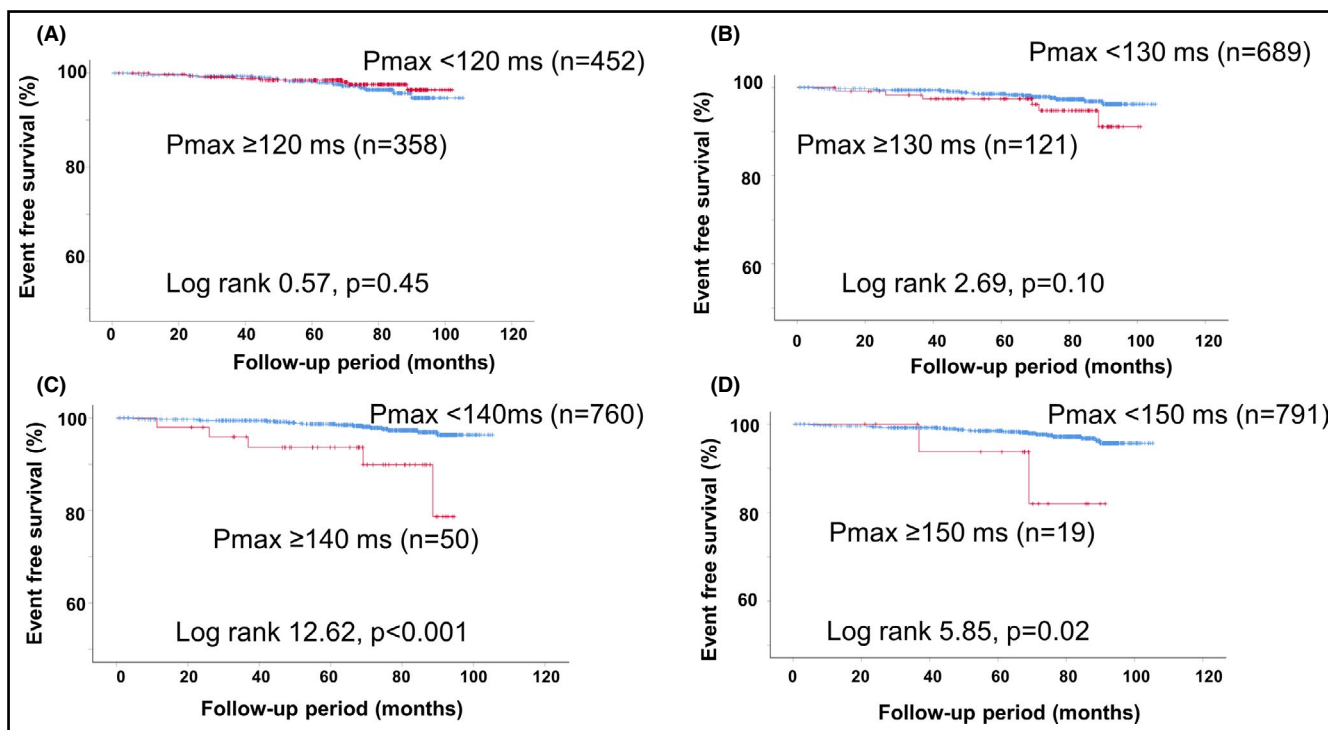 (A)
Pmax <120 ms (n=452)
100
Pmax ≥120 ms (n=358)
80
60
Event free survival (%)
Log rank 0.57, p=0.45
0 20 40 60 80 100 120
Follow-up period (months)
(B)
Pmax <130 ms (n=689)
100
Pmax ≥130 ms (n=121)
80
60
Event free survival (%)
Log rank 2.69, p=0.10
0 20 40 60 80 100 120
Follow-up period (months)
(C)
Pmax <140ms (n=760)
100
80
Pmax ≥140 ms (n=50)
60
Event free survival (%)
Log rank 12.62, p<0.001
0 20 40 60 80 100 120
Follow-up period (months)
(D)
Pmax <150 ms (n=791)
100
80
Pmax ≥150 ms (n=19)
60
Event free survival (%)
Log rank 5.85, p=0.02
0 20 40 60 80 100 120
Follow-up period (months)